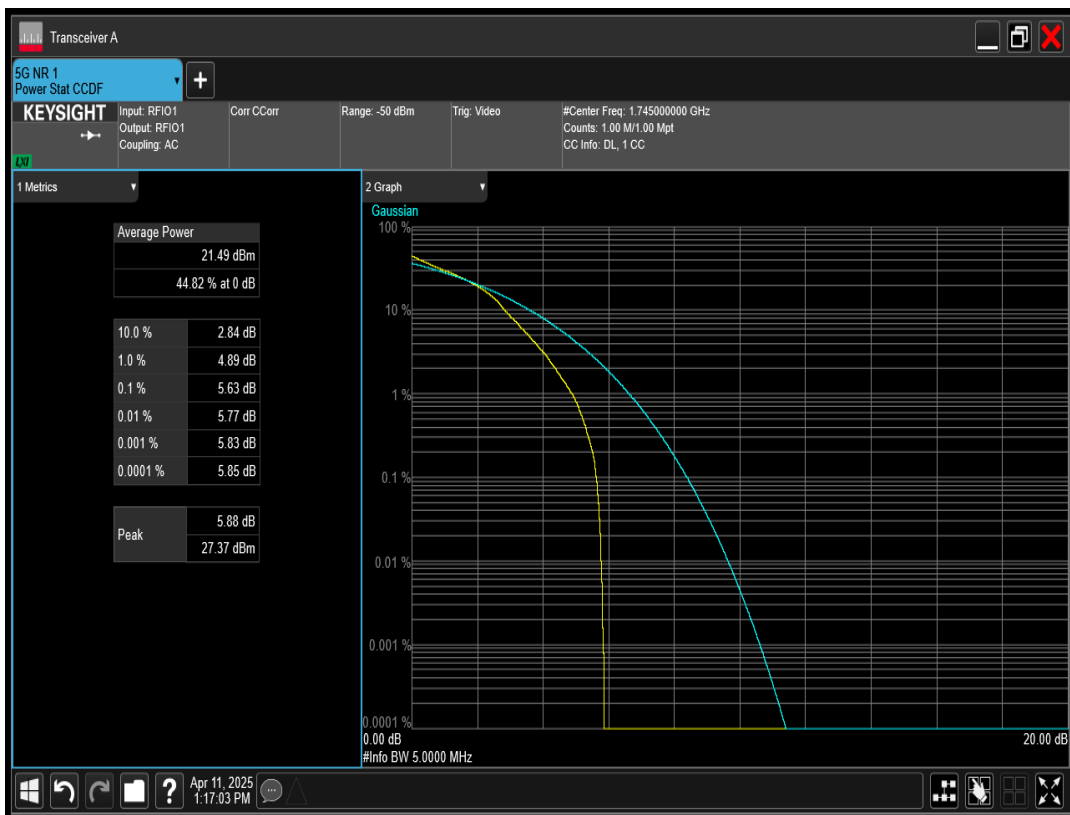 Transceiver A
5G NR 1
Power Stat CCDF
+
KEYSIGHT
LXI
Input: RFIO1
Output: RFIO1
Coupling: AC
Corr CCorr
Range: -50 dBm
Trig: Video
#Center Freq: 1.745000000 GHz
Counts: 1.00 M/1.00 Mpt
CC Info: DL, 1 CC
1 Metrics
Average Power
21.49 dBm
44.82 % at 0 dB
10.0 % 2.84 dB
1.0 % 4.89 dB
0.1 % 5.63 dB
0.01 % 5.77 dB
0.001 % 5.83 dB
0.0001 % 5.85 dB
Peak
5.88 dB
27.37 dBm
2 Graph
Gaussian
100 %
10 %
1 %
0.1 %
0.01 %
0.001 %
0.0001 %
0.00 dB 20.00 dB
#Info BW 5.0000 MHz
?
Apr 11, 2025
1:17:03 PM